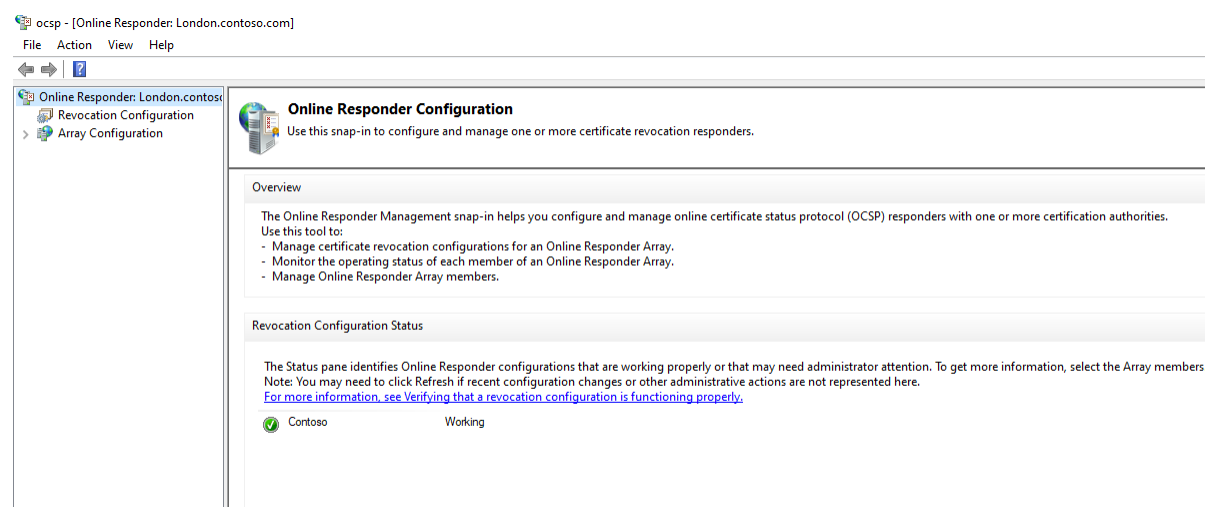 ocsp - [Online Responder: London.contoso.com]
File Action View Help
Online Responder: London.contoso
Revocation Configuration
Array Configuration
Online Responder Configuration
Use this snap-in to configure and manage one or more certificate revocation responders.
Overview
The Online Responder Management snap-in helps you configure and manage online certificate status protocol (OCSP) responders with one or more certification authorities.
Use this tool to:
- Manage certificate revocation configurations for an Online Responder Array.
- Monitor the operating status of each member of an Online Responder Array.
- Manage Online Responder Array members.
Revocation Configuration Status
The Status pane identifies Online Responder configurations that are working properly or that may need administrator attention. To get more information, select the Array members
Note: You may need to click Refresh if recent configuration changes or other administrative actions are not represented here.
For more information, see Verifying that a revocation configuration is functioning properly.
Contoso Working